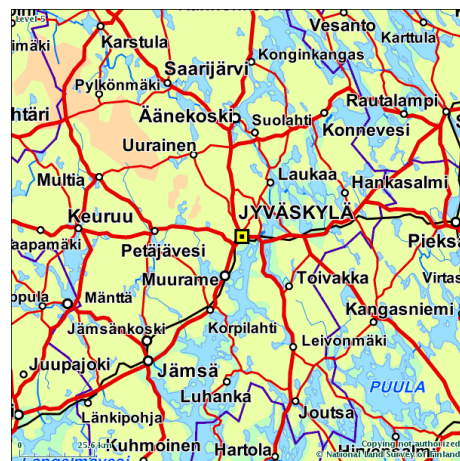 Level 5
Vesanto
Karttula
Karstula
Konginkangas
Saarijärvi
Pylkönmäki
Rautalampi
Äänekoski
Suolahti
Konnevesi
Uurainen
Laukaa
Multia
Hankasalmi
JYVÄSKYLÄ
Keuruu
Petäjävesi
Muurame
Toivakka
Mänttä
Korpilahti
Kangasniemi
Jämsänkoski
Leivonmäki
Juupajoki
Jämsä
Luhanka
PUULA
Länkipohja
Joutsa
Kuhmoinen
Hartola
Copying not authorized
© National Land Survey of Finland